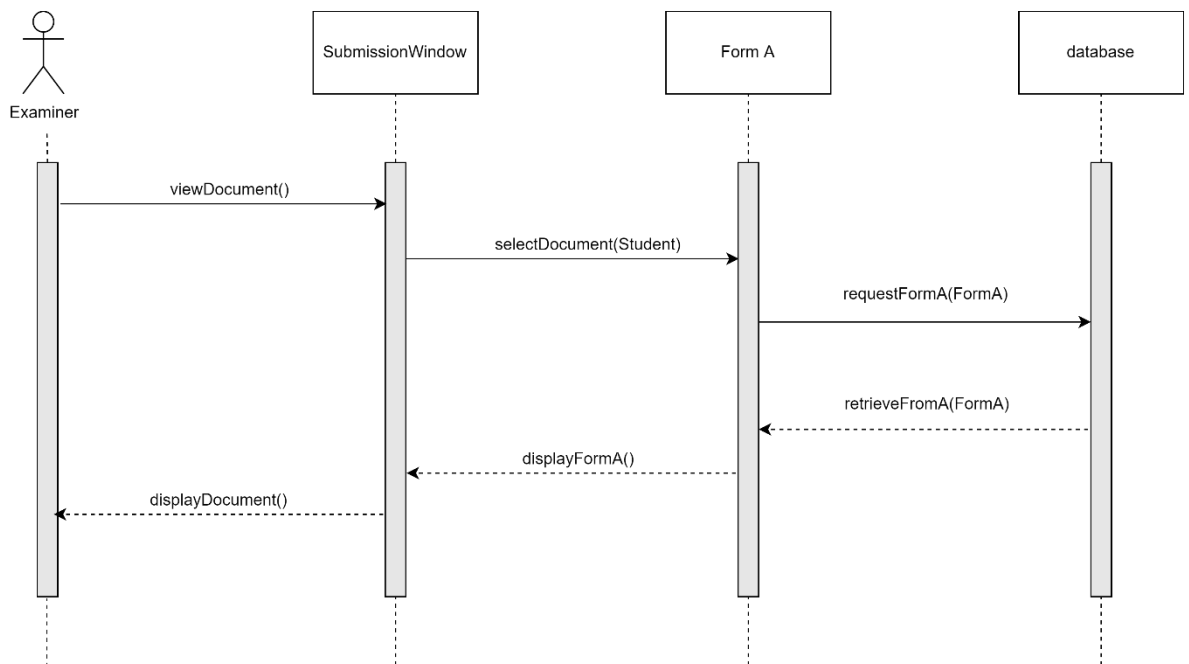 SubmissionWindow
Form A
database
Examiner
viewDocument()
selectDocument(Student)
requestFormA(FormA)
retrieveFromA(FormA)
displayFormA()
displayDocument()